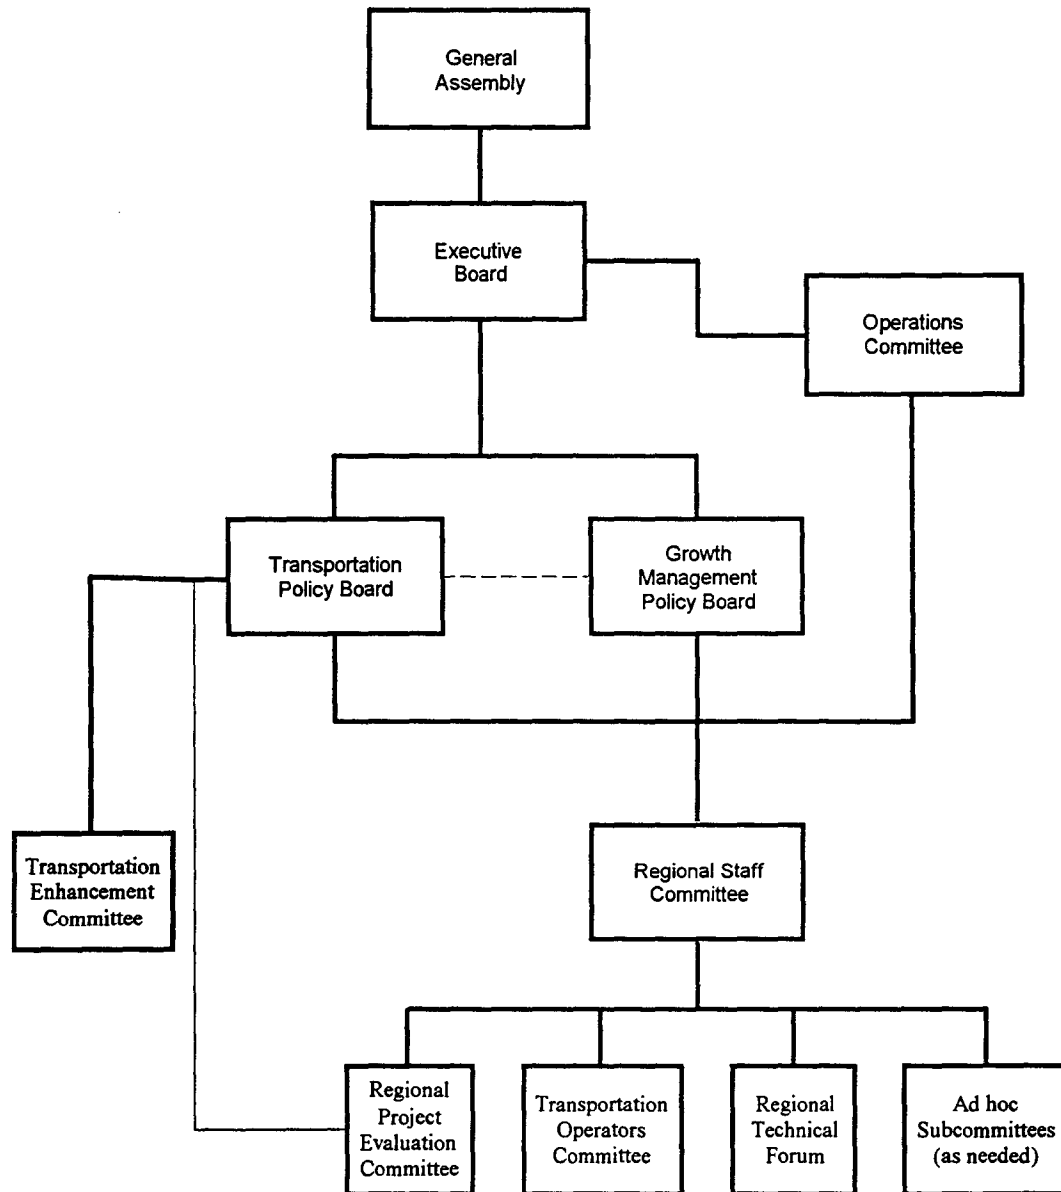 General
Assembly
Executive
Board
Operations
Committee
Transportation
Policy Board
Growth
Management
Policy Board
Transportation
Enhancement
Committee
Regional Staff
Committee
Regional
Project
Evaluation
Committee
Transportation
Operators
Committee
Regional
Technical
Forum
Ad hoc
Subcommittees
(as needed)